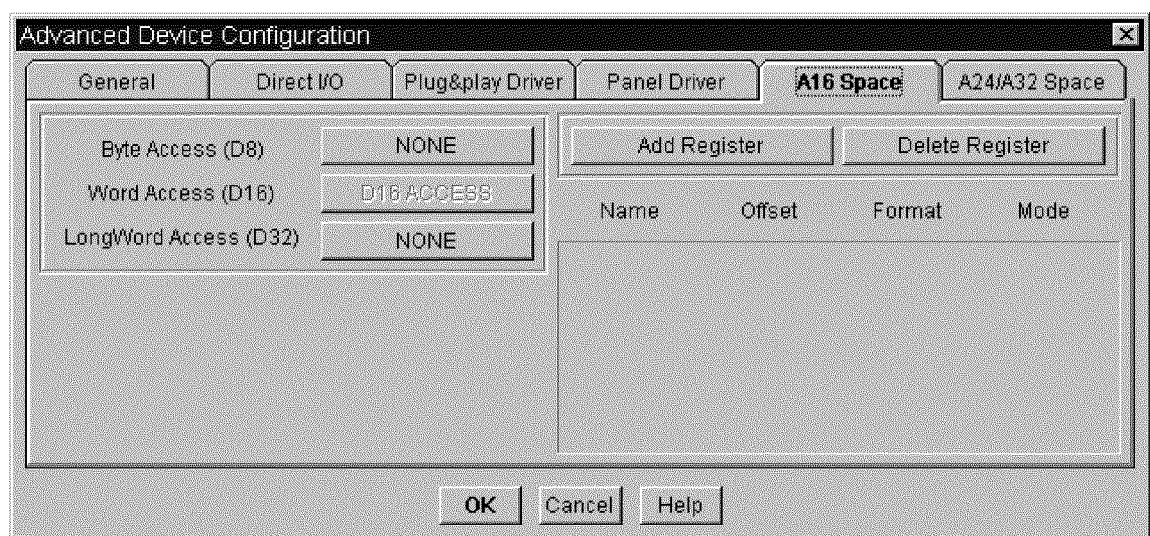 Advanced Device Configuration
General Direct I/O Plug&play Driver Panel Driver A16 Space A24/A32 Space
Byte Access (D8) NONE Add Register Delete Register
Word Access (D16) D16 ACCESS Name Offset Format Mode
LongWord Access (D32) NONE
OK Cancel Help